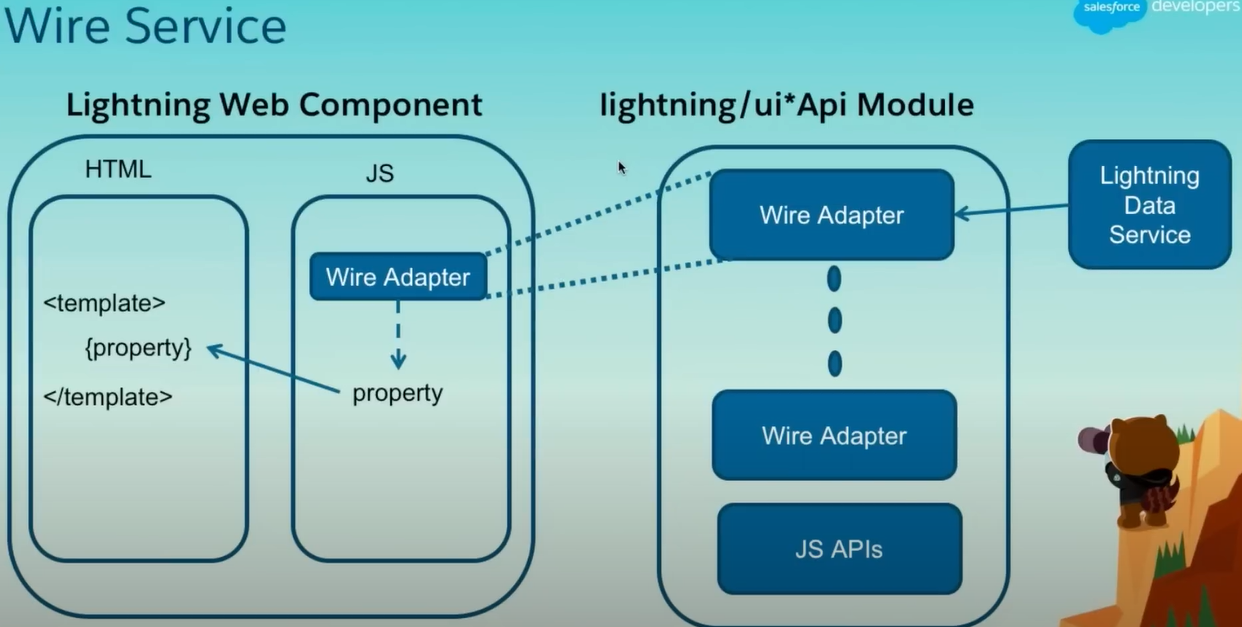 Wire Service
salesforce developers
Lightning Web Component
lightning/ui*Api Module
HTML
JS
<template>
{property}
</template>
Wire Adapter
property
Wire Adapter
Wire Adapter
JS APIs
Lightning
Data
Service